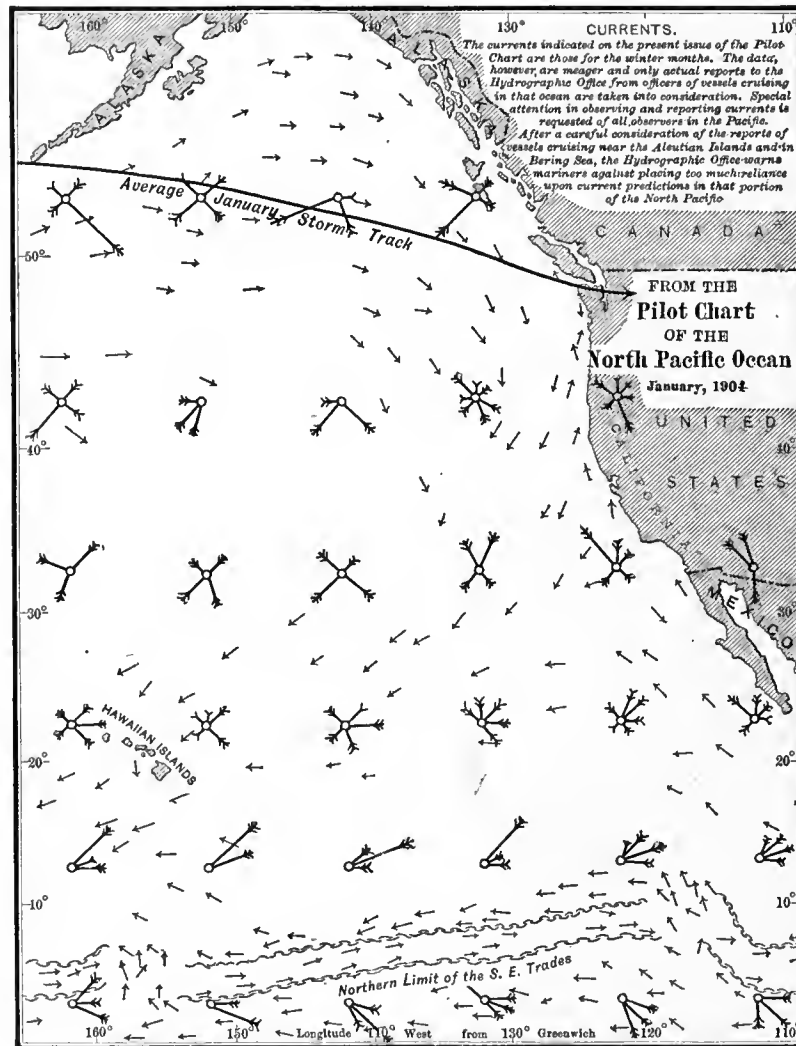 160°
150°
140°
130°
110°
CURRENTS.
The currents indicated on the present issue of the Pilot
Chart are those for the winter months. The data,
however, are meager and only actual reports to the
Hydrographic Office from officers of vessels cruising
in that ocean are taken into consideration. Special
attention in observing and reporting currents is
requested of all observers in the Pacific.
After a careful consideration of the reports of
vessels cruising near the Aleutian Islands and in
Bering Sea, the Hydrographic Office warns
mariners against placing too much reliance
upon current predictions in that portion
of the North Pacific
ALASKA
ALASKA
Average January Storm Track
50°
CANADA
FROM THE
Pilot Chart
OF THE
North Pacific Ocean
January, 1904
UNITED
STATES
CALIFORNIA
40°
40°
30°
30°
MEXICO
HAWAIIAN ISLANDS
20°
20°
10°
10°
Northern Limit of the S. E. Trades
160°
150°
Longitude
110°
West
from
130°
Greenwich
120°
110°